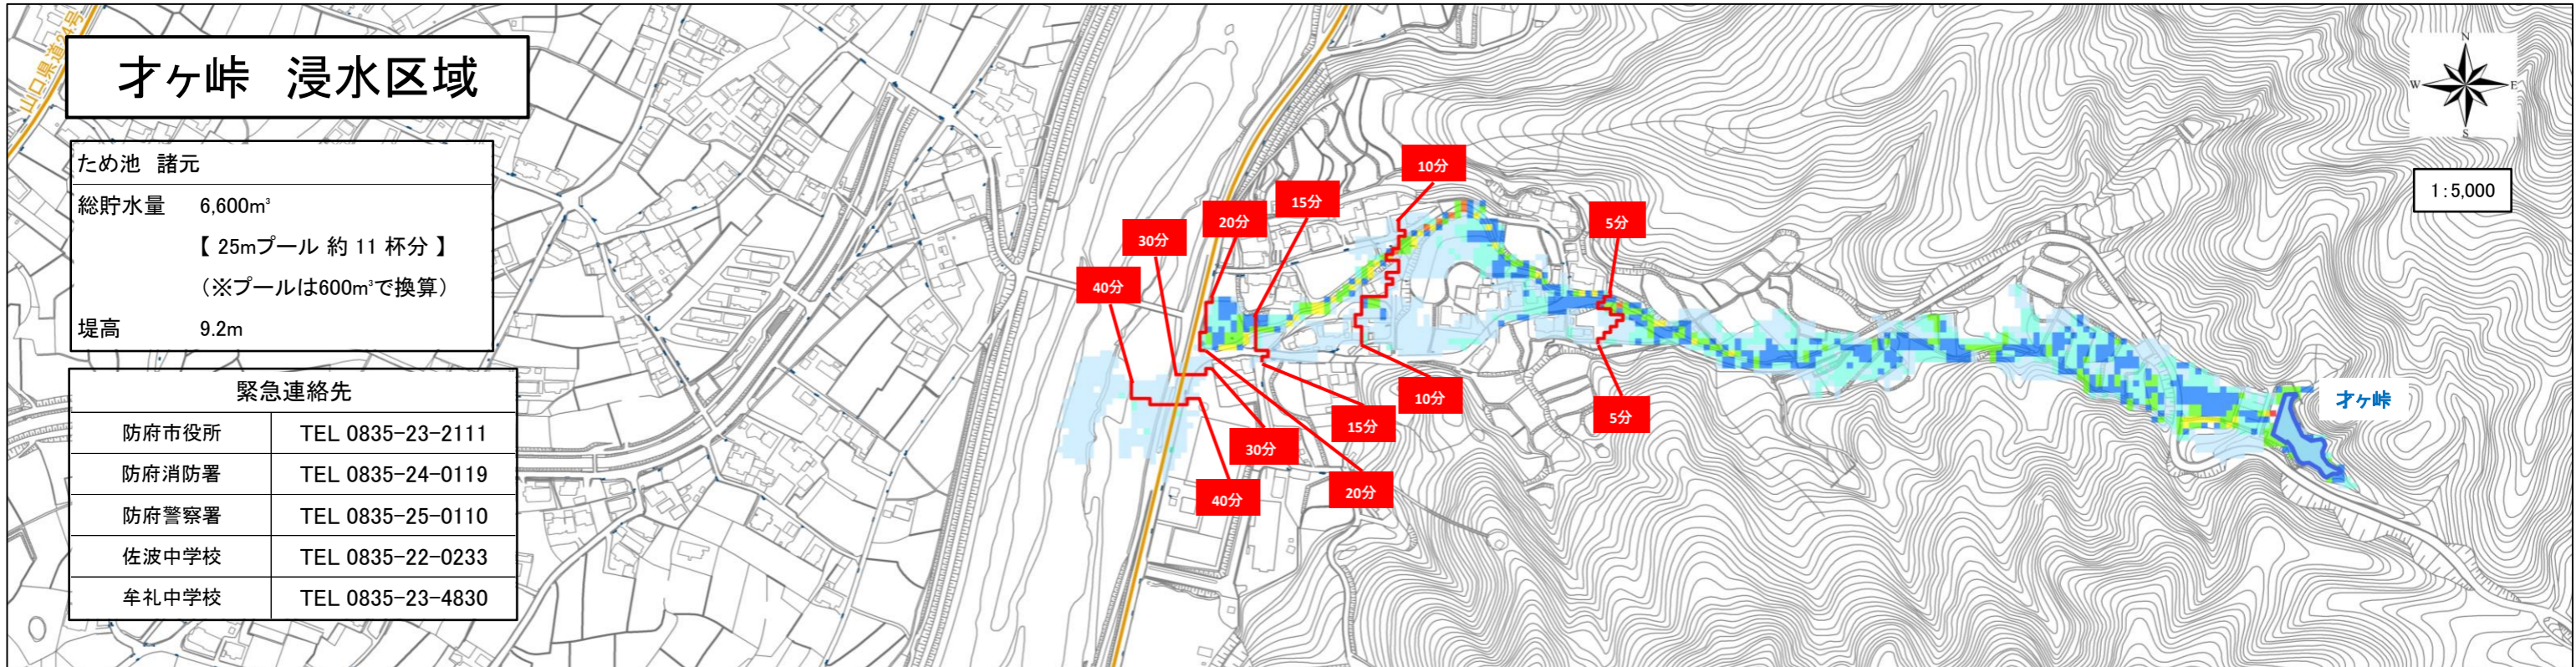 山口県道24号
才ヶ峠 浸水区域
ため池 諸元
総貯水量 6,600m³
【 25mプール 約 11 杯分 】
(※プールは600m³で換算)
堤高 9.2m
緊急連絡先
防府市役所 TEL 0835-23-2111
防府消防署 TEL 0835-24-0119
防府警察署 TEL 0835-25-0110
佐波中学校 TEL 0835-22-0233
牟礼中学校 TEL 0835-23-4830
40分
30分
20分
15分
10分
5分
40分
30分
20分
15分
10分
5分
才ヶ峠
N
W
E
S
1:5,000